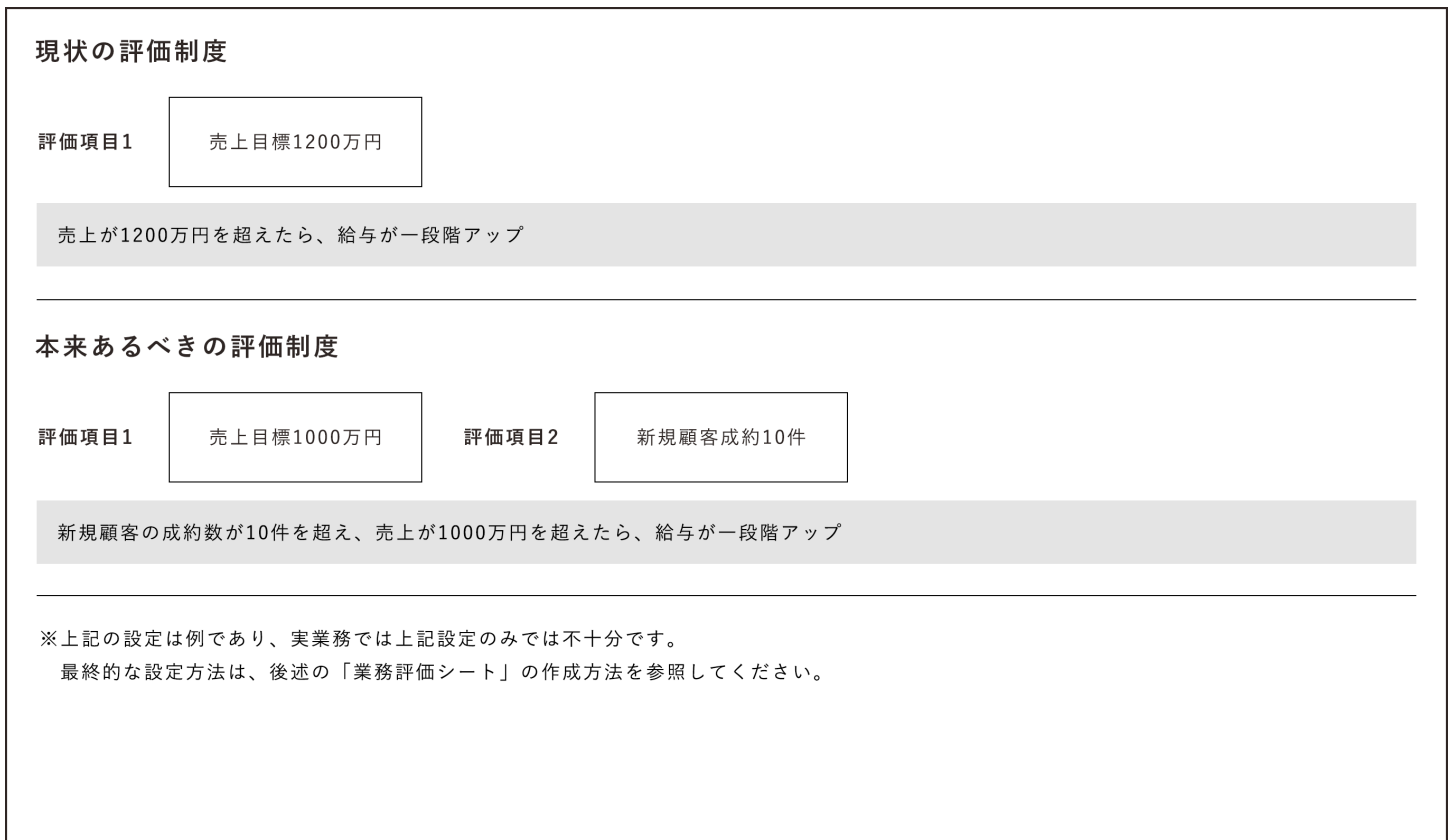 現状の評価制度
評価項目1
売上目標1200万円
売上が1200万円を超えたら、給与が一段階アップ
本来あるべきの評価制度
評価項目1
売上目標1000万円
評価項目2
新規顧客成約10件
新規顧客の成約数が10件を超え、売上が1000万円を超えたら、給与が一段階アップ
※上記の設定は例であり、実業務では上記設定のみでは不十分です。
最終的な設定方法は、後述の「業務評価シート」の作成方法を参照してください。